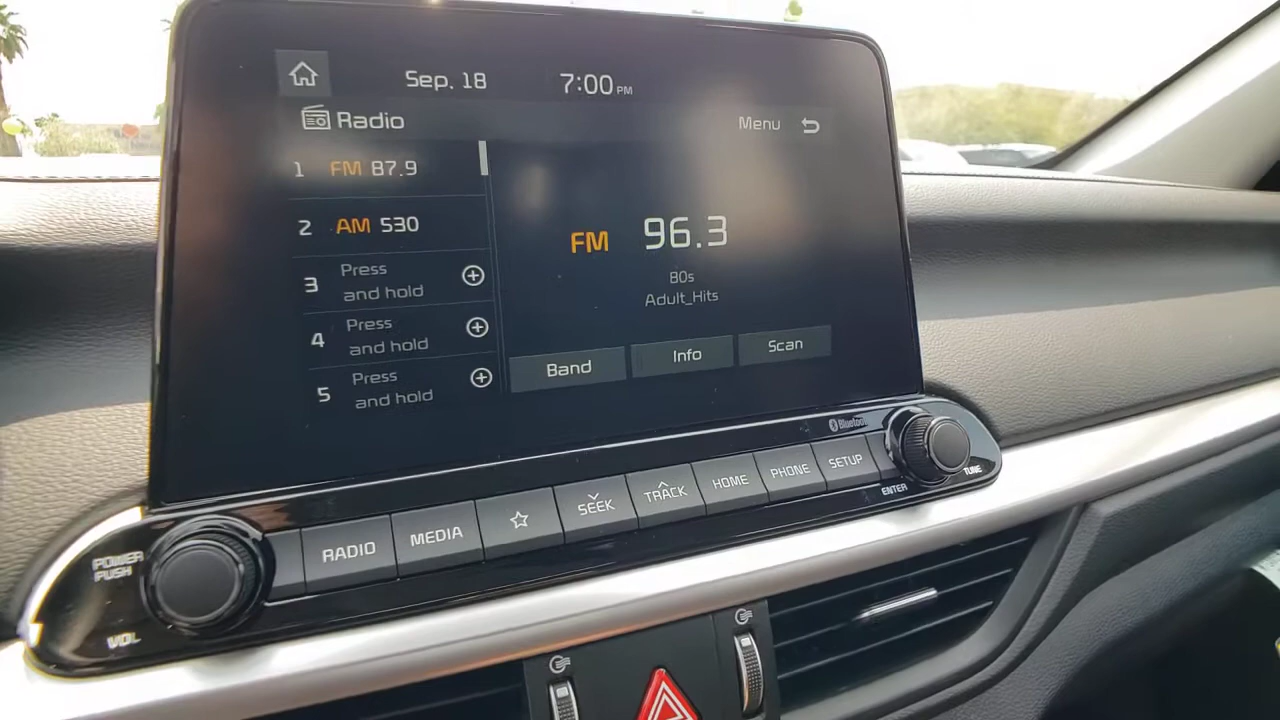 Sep. 18 7:00 PM
Radio
Menu
1 FM 87.9
2 AM 530
3 Press and hold
4 Press and hold
5 Press and hold
FM 96.3
80s
Adult_Hits
Band Info Scan
Bluetooth
POWER
PUSH
VOL
RADIO MEDIA SEEK TRACK HOME PHONE SETUP
ENTER
TUNE